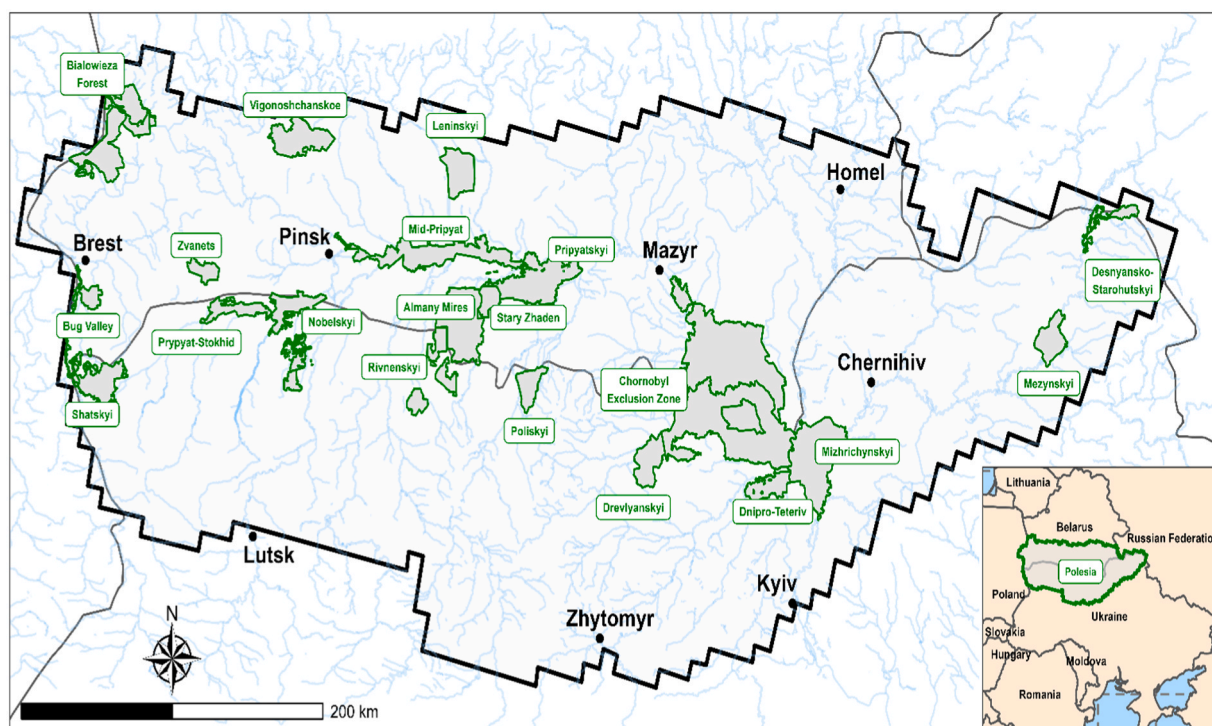 Bialowieza
Forest
Vigonoshchanskoe
Leninskyi
Homel
Brest
Zvanets
Pinsk
Mid-Pripyat
Pripyatskyi
Mazyr
Desnyansko-
Starohutskyi
Bug Valley
Prypyat-Stokhid
Nobelskyi
Almany Mires
Stary Zhaden
Rivnenskyi
Chornobyl
Exclusion Zone
Chernihiv
Mezynskyi
Shatskyi
Poliskyi
Mizhrichynskyi
Drevlyanskyi
Dnipro-Teteriv
Lutsk
Kyiv
Zhytomyr
N
200 km
Lithuania
Belarus
Russian Federatio
Polesia
Poland
Ukraine
Slovakia
Hungary
Moldova
Romania